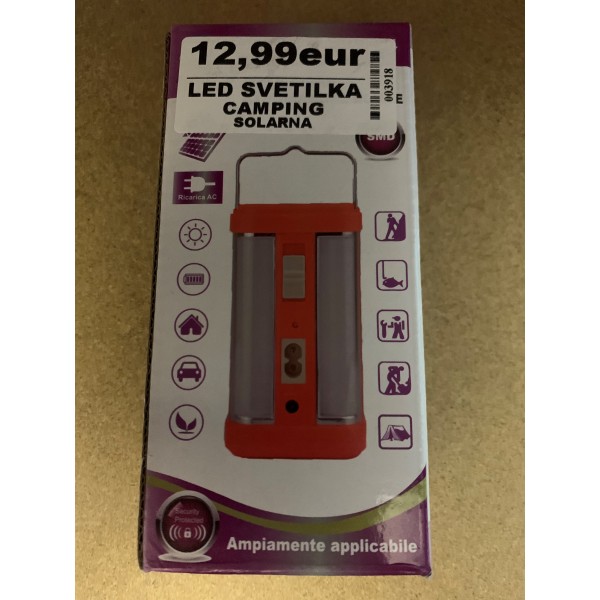 12,99eur
LED SVETILKA
CAMPING
SOLARNA
003918
E
SMD
Ricarica AC
Security
Protected
Ampiamente applicabile